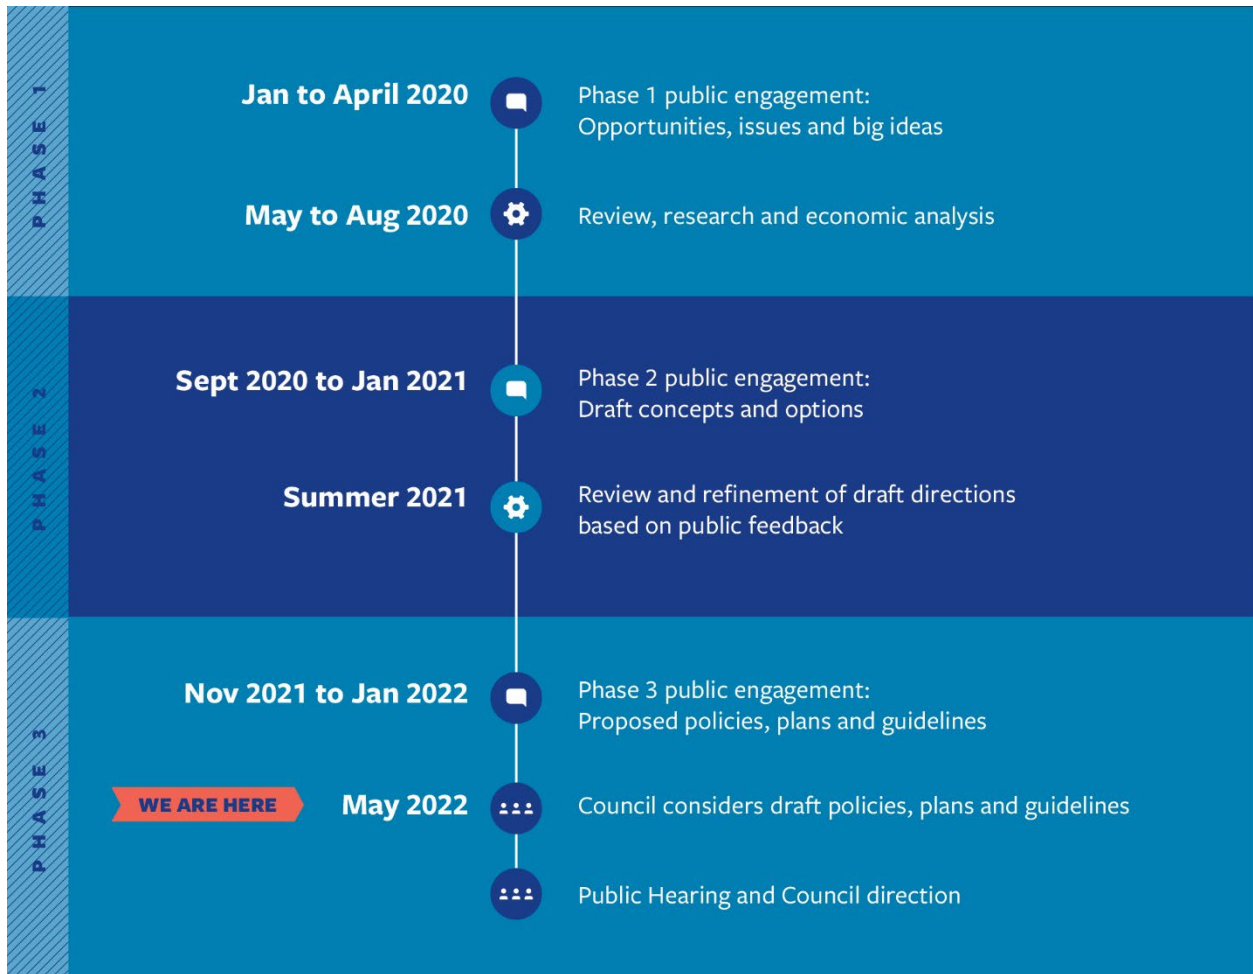 PHASE 1
Jan to April 2020
Phase 1 public engagement:
Opportunities, issues and big ideas
May to Aug 2020
Review, research and economic analysis
PHASE 2
Sept 2020 to Jan 2021
Phase 2 public engagement:
Draft concepts and options
Summer 2021
Review and refinement of draft directions
based on public feedback
PHASE 3
Nov 2021 to Jan 2022
Phase 3 public engagement:
Proposed policies, plans and guidelines
WE ARE HERE
May 2022
Council considers draft policies, plans and guidelines
Public Hearing and Council direction